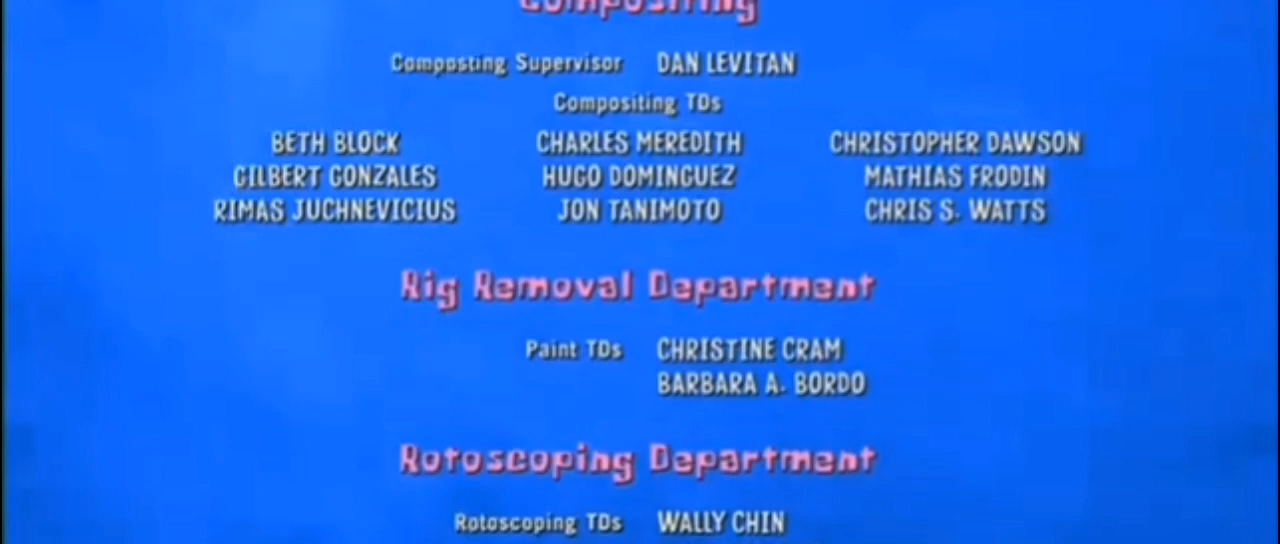 Compositing
Composting Supervisor DAN LEVITAN
Compositing TDs
BETH BLOCK CHARLES MEREDITH CHRISTOPHER DAWSON
GILBERT GONZALES HUGO DOMINGUEZ MATHIAS FRODIN
RIMAS JUCHNEVICIUS JON TANIMOTO CHRIS S. WATTS
Rig Removal Department
Paint TDs CHRISTINE CRAM
BARBARA A. BORDO
Rotoscoping Department
Rotoscoping TDs WALLY CHIN